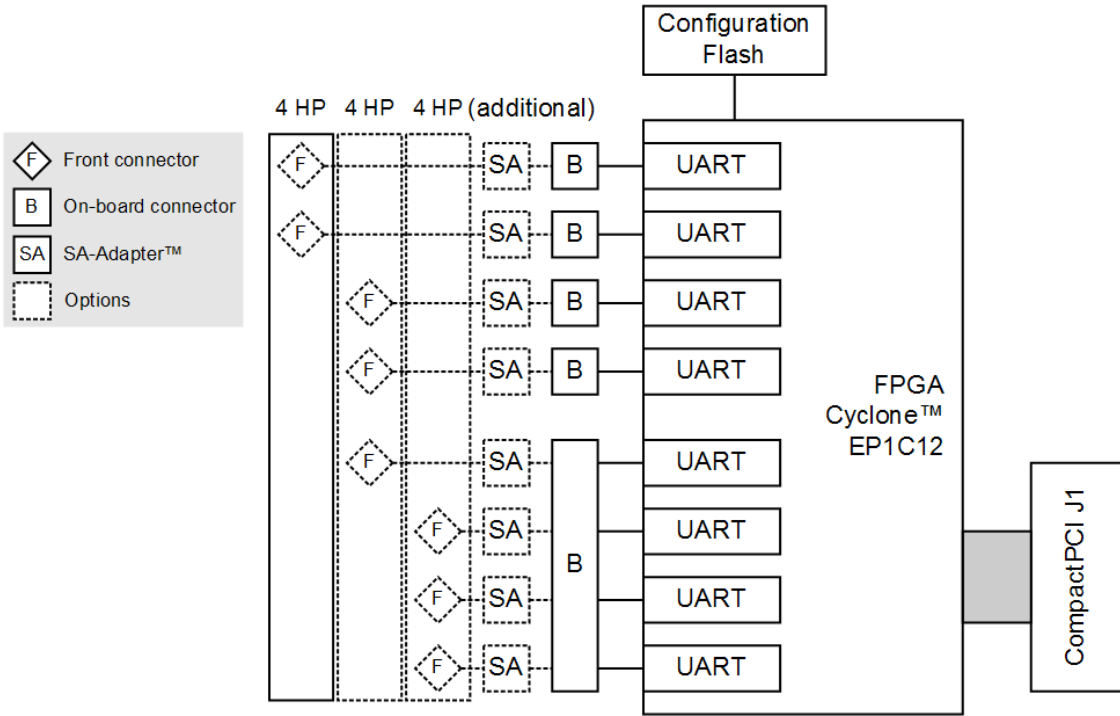 Configuration
Flash
4 HP 4 HP 4 HP (additional)
F Front connector
B On-board connector
SA SA-Adapter™
Options
F SA B UART
F SA B UART
F SA B UART
F SA B UART
FPGA
Cyclone™
EP1C12
F SA UART
F SA UART
B
F SA UART
F SA UART
CompactPCI J1